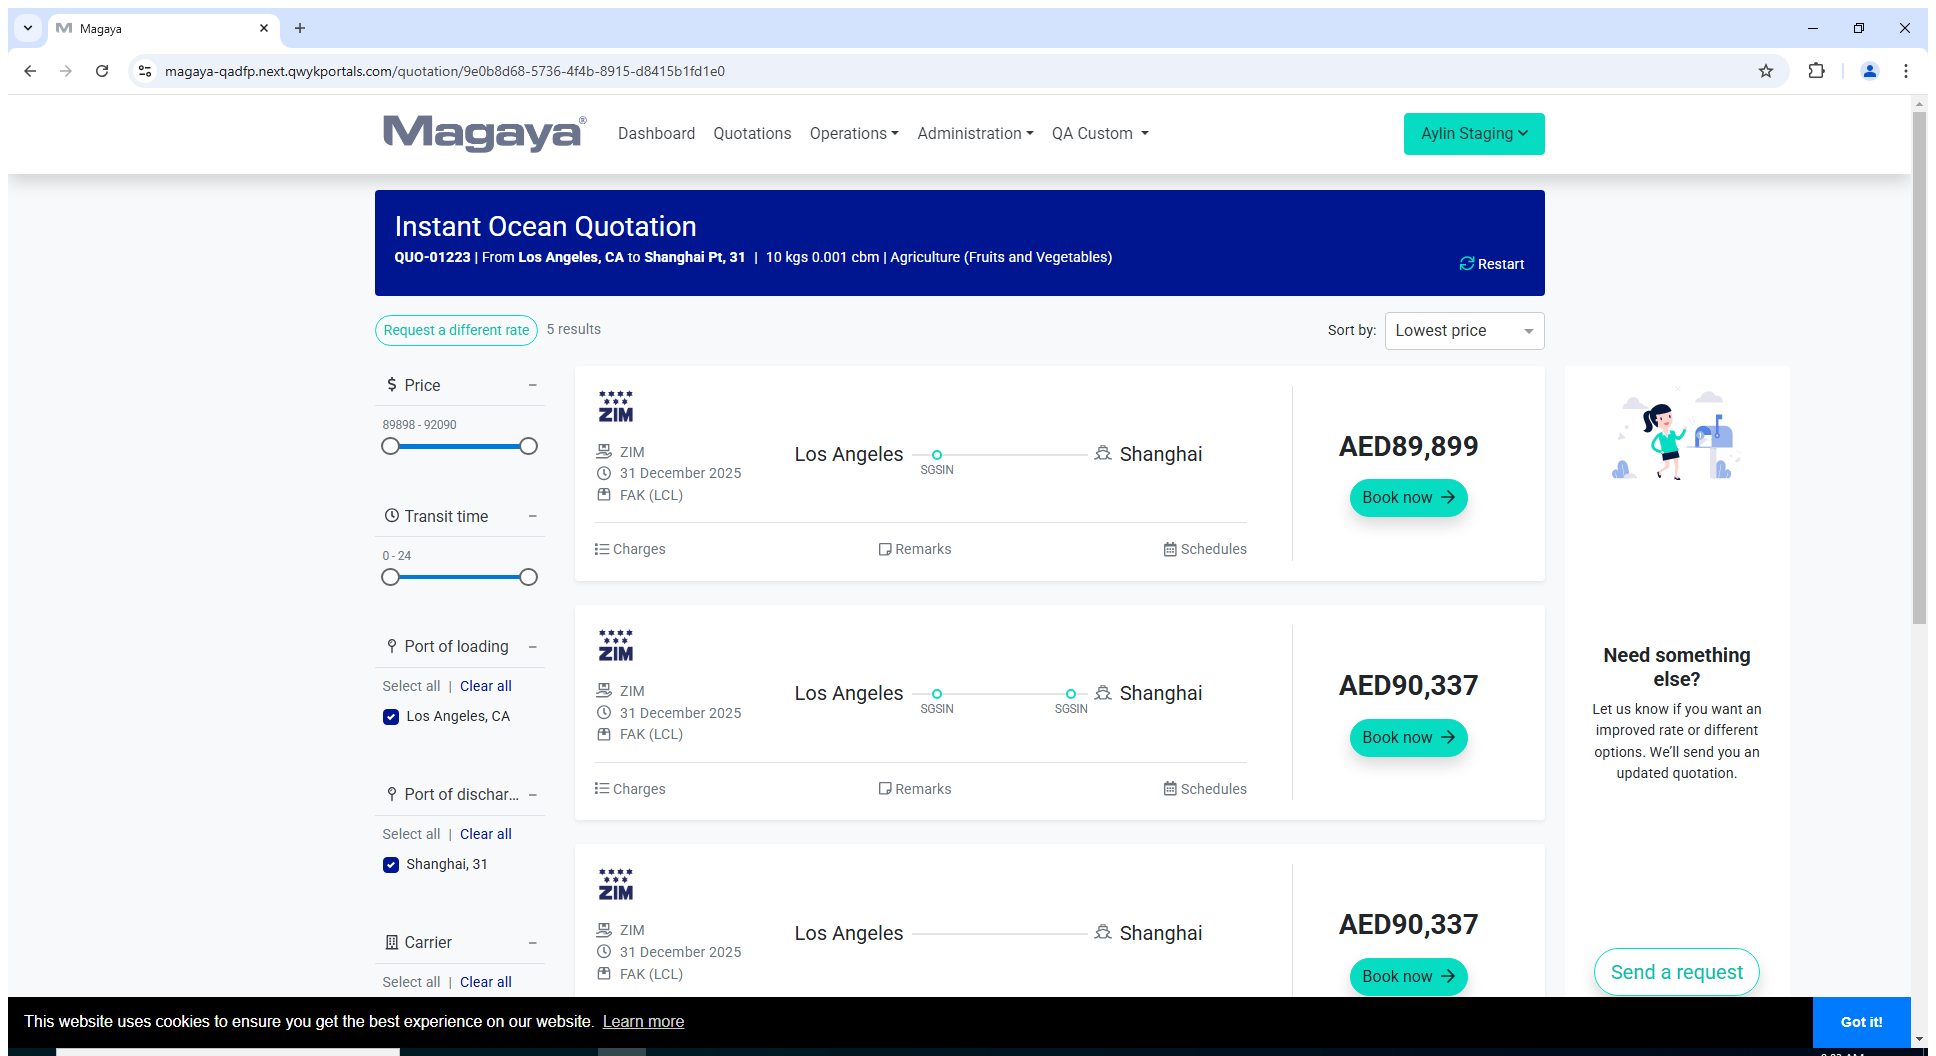 Magaya
magaya-qadfp.next.qwykportals.com/quotation/9e0b8d68-5736-4f4b-8915-d8415b1fd1e0
Magaya® Dashboard Quotations Operations Administration QA Custom Aylin Staging
Instant Ocean Quotation
QUO-01223 | From Los Angeles, CA to Shanghai Pt, 31 | 10 kgs 0.001 cbm | Agriculture (Fruits and Vegetables)
Restart
Request a different rate 5 results Sort by: Lowest price
Price
89898 - 92090
Transit time
0 - 24
Port of loading
Select all | Clear all
Los Angeles, CA
Port of dischar...
Select all | Clear all
Shanghai, 31
Carrier
Select all | Clear all
ZIM
ZIM
31 December 2025
FAK (LCL)
Los Angeles SGSIN Shanghai
AED89,899
Book now
Charges Remarks Schedules
ZIM
ZIM
31 December 2025
FAK (LCL)
Los Angeles SGSIN SGSIN Shanghai
AED90,337
Book now
Charges Remarks Schedules
ZIM
ZIM
31 December 2025
FAK (LCL)
Los Angeles Shanghai
AED90,337
Book now
Need something
else?
Let us know if you want an
improved rate or different
options. We'll send you an
updated quotation.
Send a request
This website uses cookies to ensure you get the best experience on our website. Learn more
Got it!